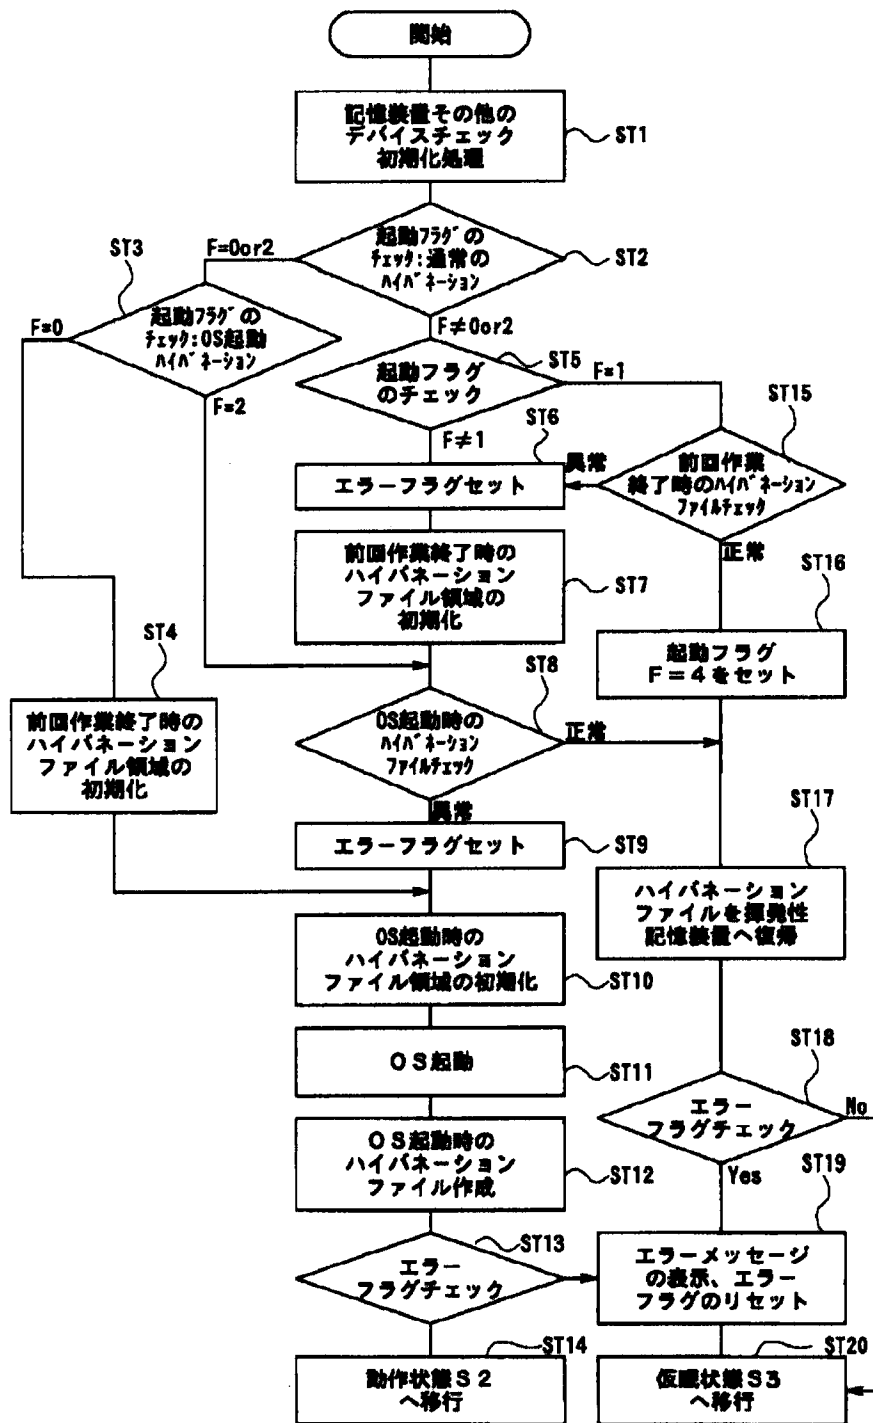 開始
記憶装置その他の
デバイスチェック
初期化処理
ST1
起動フラグの
チェック:通常の
ハイバネーション
ST2
F=0or2
ST3
起動フラグの
チェック:OS起動
ハイバネーション
F=0
F=2
F≠0or2
ST5
起動フラグ
のチェック
F=1
F≠1
ST6
エラーフラグセット
異常
ST15
前回作業
終了時のハイバネーション
ファイルチェック
正常
前回作業終了時の
ハイバネーション
ファイル領域の
初期化
ST7
ST16
起動フラグ
F=4をセット
ST4
前回作業終了時の
ハイバネーション
ファイル領域の
初期化
ST8
OS起動時の
ハイバネーション
ファイルチェック
正常
異常
エラーフラグセット
ST9
ST17
ハイバネーション
ファイルを揮発性
記憶装置へ復帰
OS起動時の
ハイバネーション
ファイル領域の初期化
ST10
OS起動
ST11
ST18
エラー
フラグチェック
No
Yes
OS起動時の
ハイバネーション
ファイル作成
ST12
ST19
エラーメッセージ
の表示、エラー
フラグのリセット
ST13
エラー
フラグチェック
ST14
動作状態S2
へ移行
ST20
仮眠状態S3
へ移行